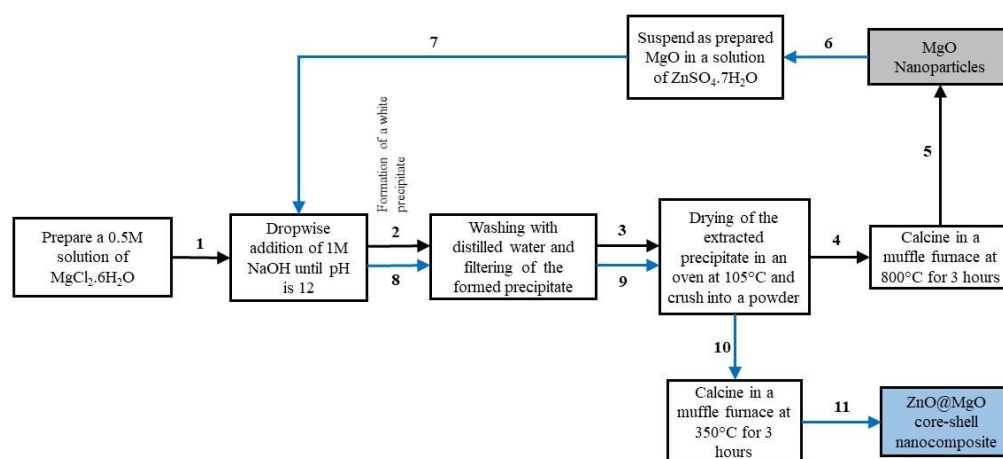 7
Suspend as prepared
MgO in a solution
of ZnSO₄.7H₂O
6
MgO
Nanoparticles
Formation of a white
precipitate
5
Prepare a 0.5M
solution of
MgCl₂.6H₂O
1
Dropwise
addition of 1M
NaOH until pH
is 12
2
8
Washing with
distilled water and
filtering of the
formed precipitate
3
9
Drying of the
extracted
precipitate in an
oven at 105°C and
crush into a powder
4
Calcine in a
muffle furnace at
800°C for 3 hours
10
Calcine in a
muffle furnace at
350°C for 3
hours
11
ZnO@MgO
core-shell
nanocomposite